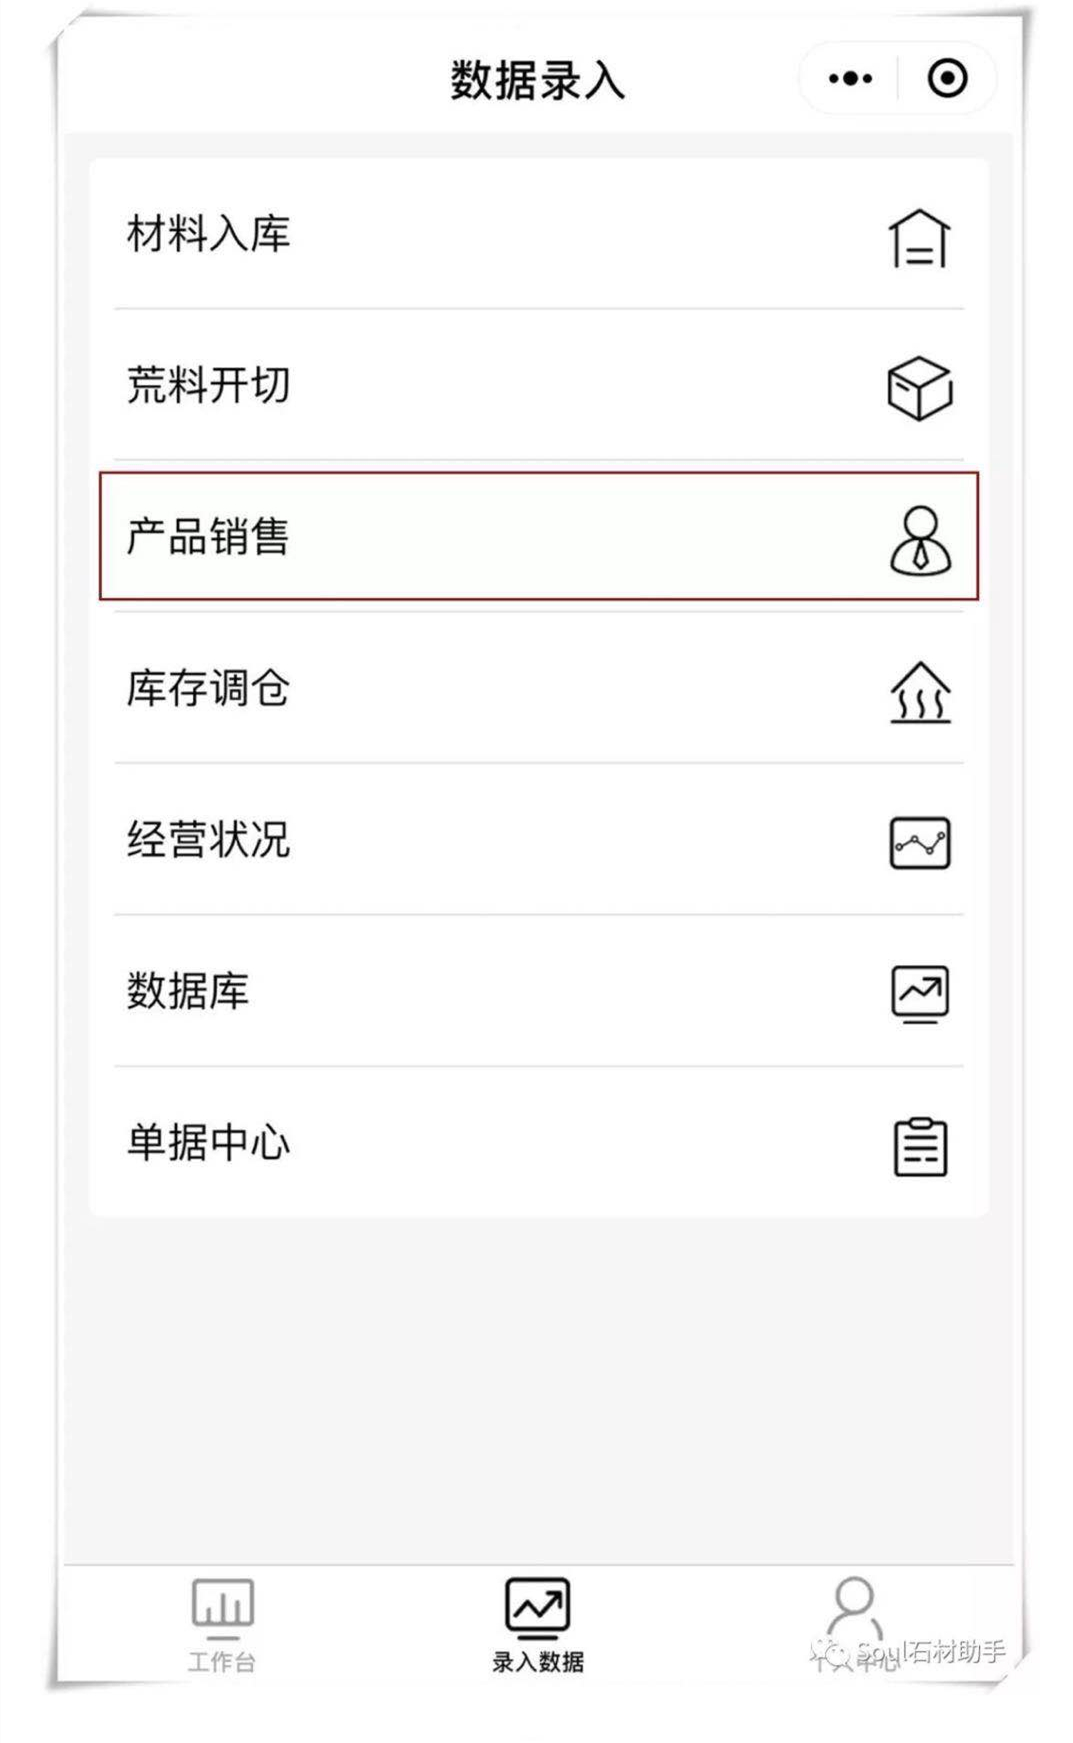 数据录入
材料入库
荒料开切
产品销售
库存调仓
经营状况
数据库
单据中心
工作台
录入数据
个人中心
Soul石材助手